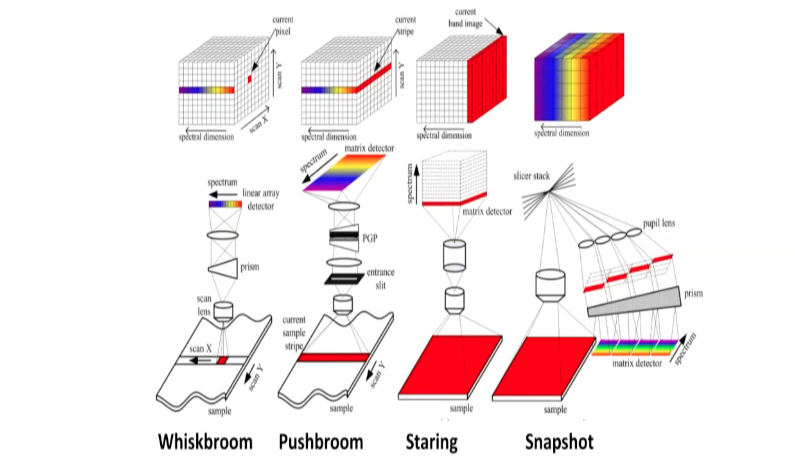 current
pixel
scan Y
scan X
spectral dimension
current
stripe
scan Y
spectral dimension
current
band image
spectral dimension
spectral dimension
spectrum
linear array
detector
prism
scan
lens
scan X
scan Y
sample
spectrum
matrix detector
PGP
entrance
slit
current
sample
stripe
scan Y
sample
spectrum
matrix detector
sample
slicer stack
pupil lens
prism
matrix detector
spectrum
sample
Whiskbroom
Pushbroom
Staring
Snapshot